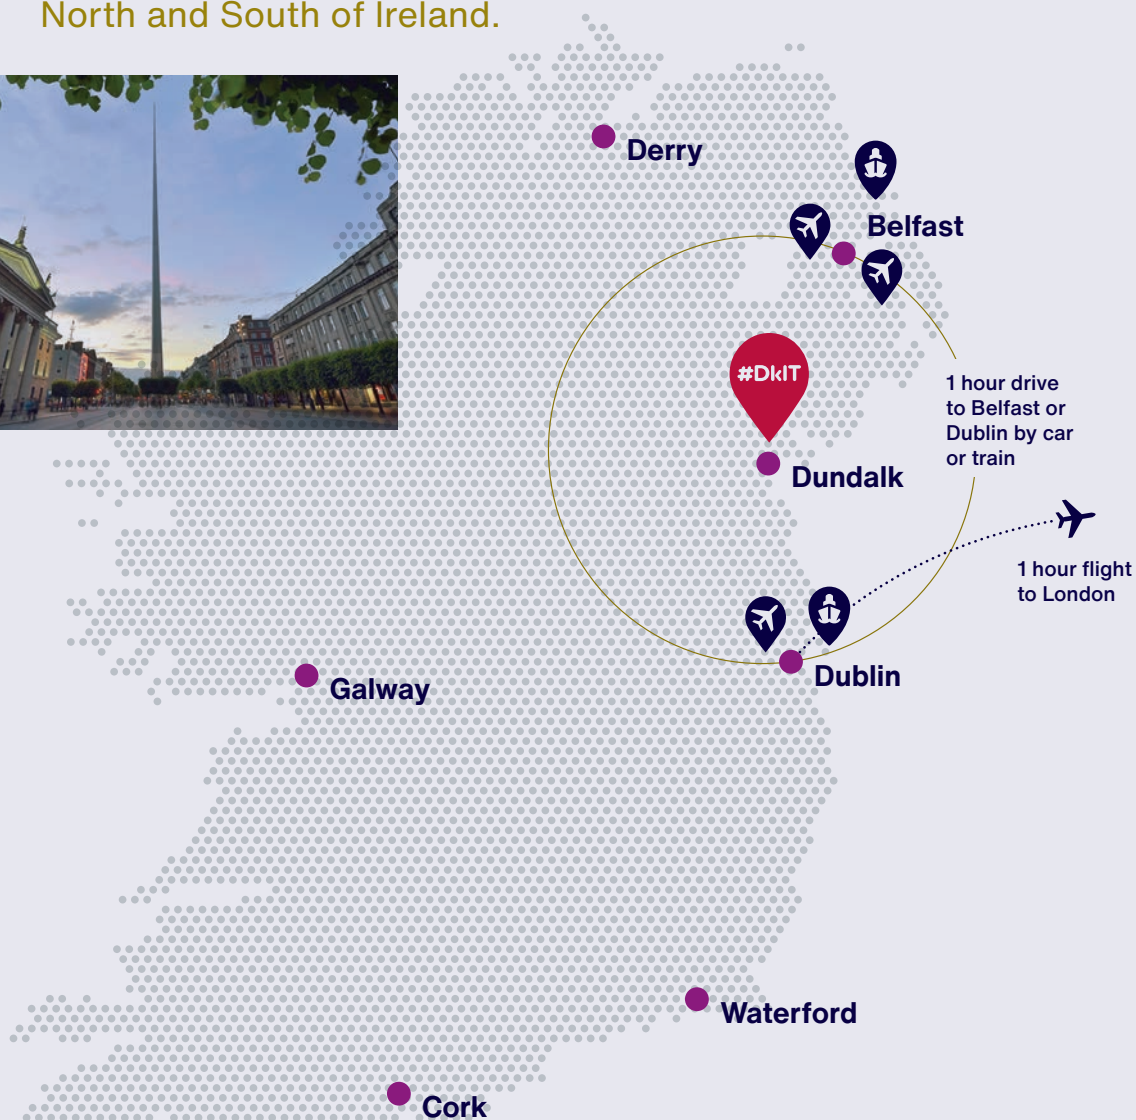 North and South of Ireland.
Derry
Belfast
#DkIT
1 hour drive
to Belfast or
Dublin by car
or train
Dundalk
1 hour flight
to London
Dublin
Galway
Waterford
Cork